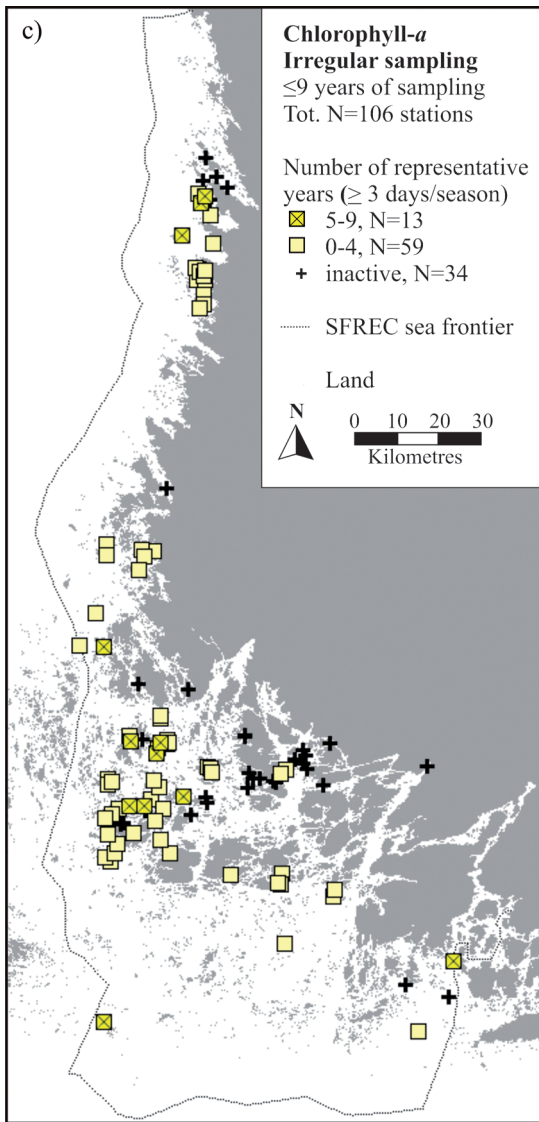 c)
Chlorophyll-a
Irregular sampling
≤9 years of sampling
Tot. N=106 stations
Number of representative
years (≥ 3 days/season)
5-9, N=13
0-4, N=59
inactive, N=34
SFREC sea frontier
Land
N
0 10 20 30
Kilometres